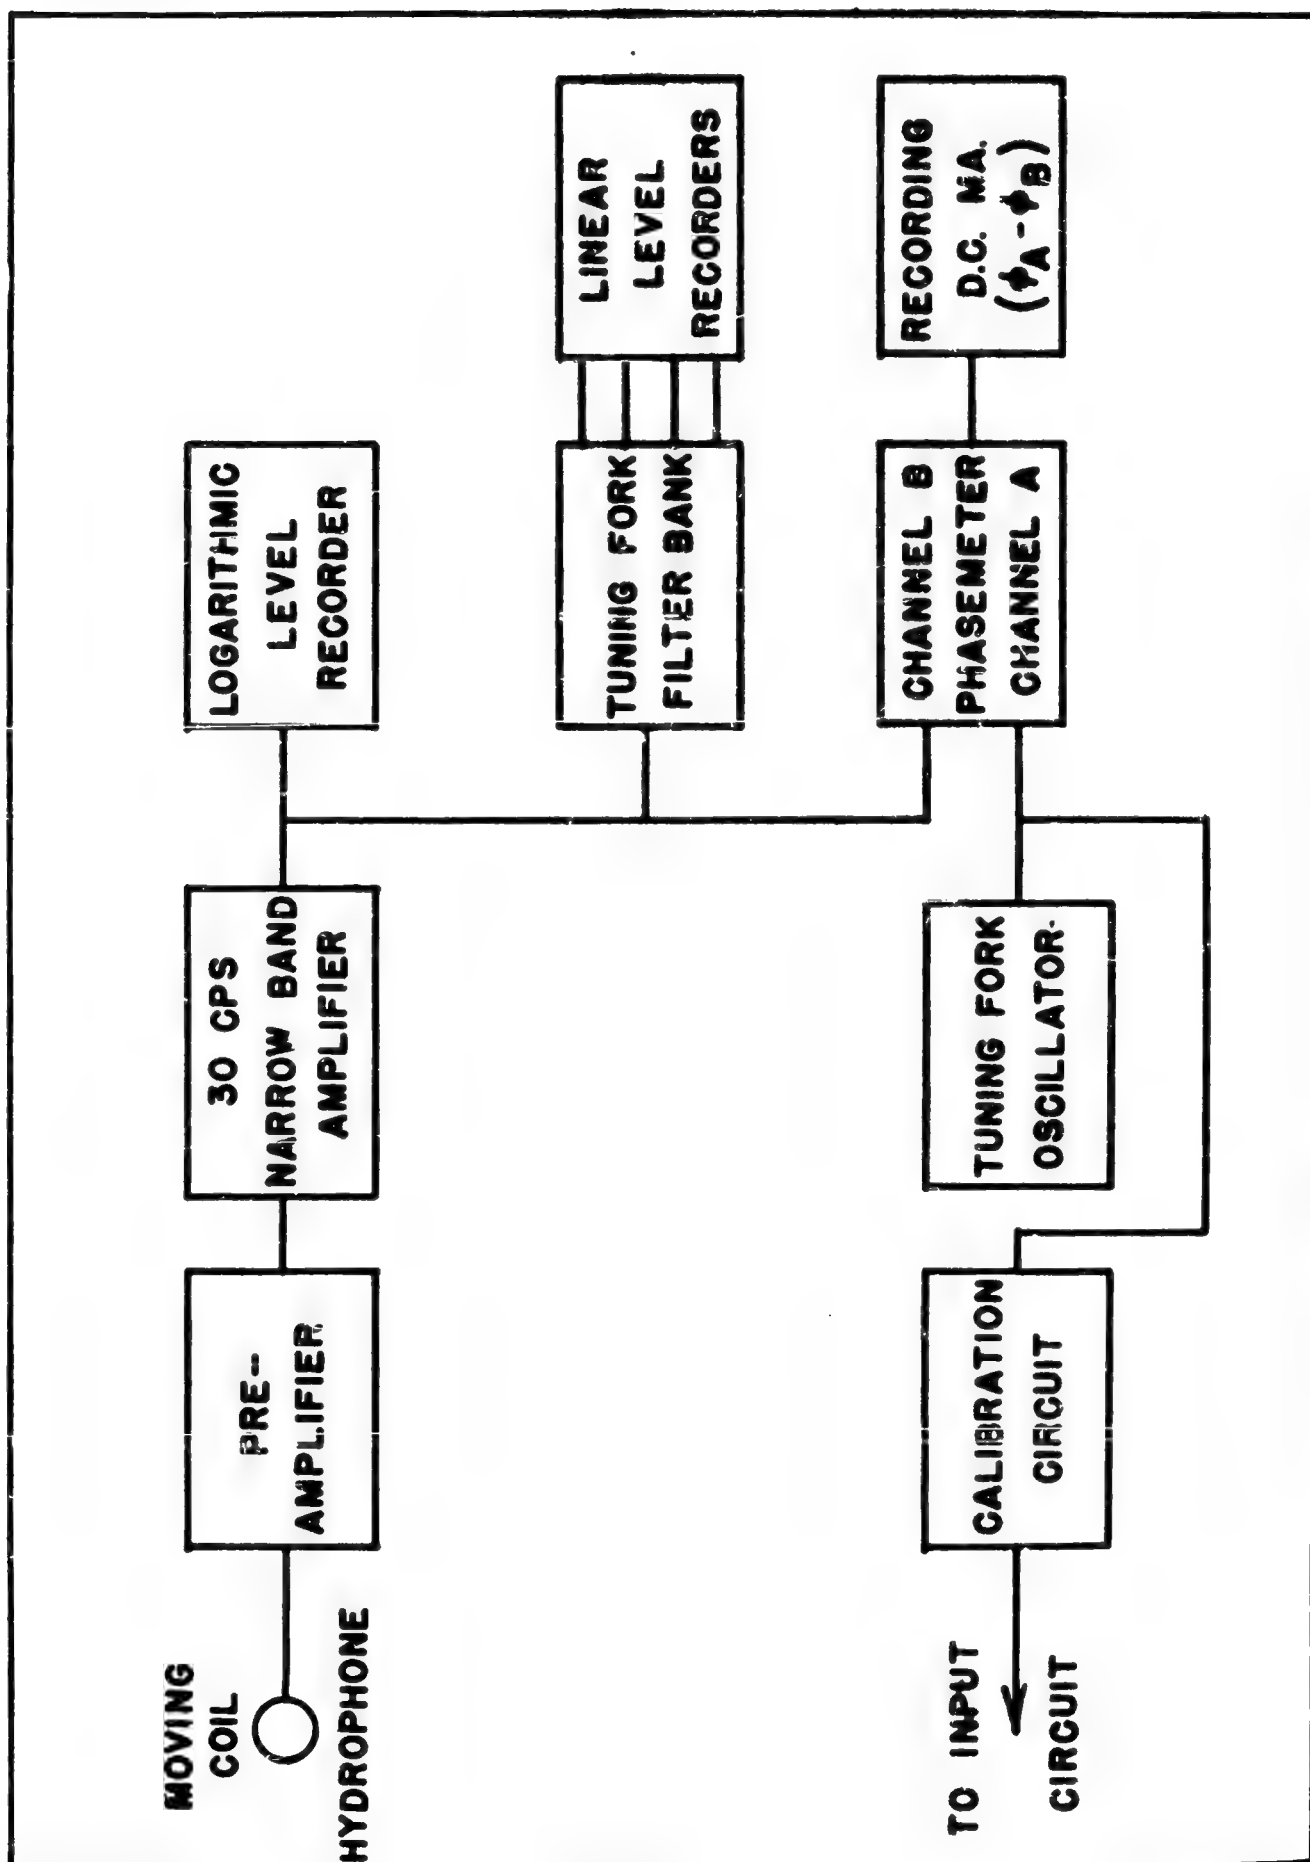 MOVING
COIL
HYDROPHONE
PRE--
AMPLIFIER
30 CPS
NARROW BAND
AMPLIFIER
LOGARITHMIC
LEVEL
RECORDER
TUNING FORK
FILTER BANK
LINEAR
LEVEL
RECORDERS
CHANNEL B
PHASEMETER
CHANNEL A
RECORDING
D.C. MA.
(ϕA-ϕB)
TUNING FORK
OSCILLATOR·
CALIBRATION
CIRCUIT
TO INPUT
CIRCUIT